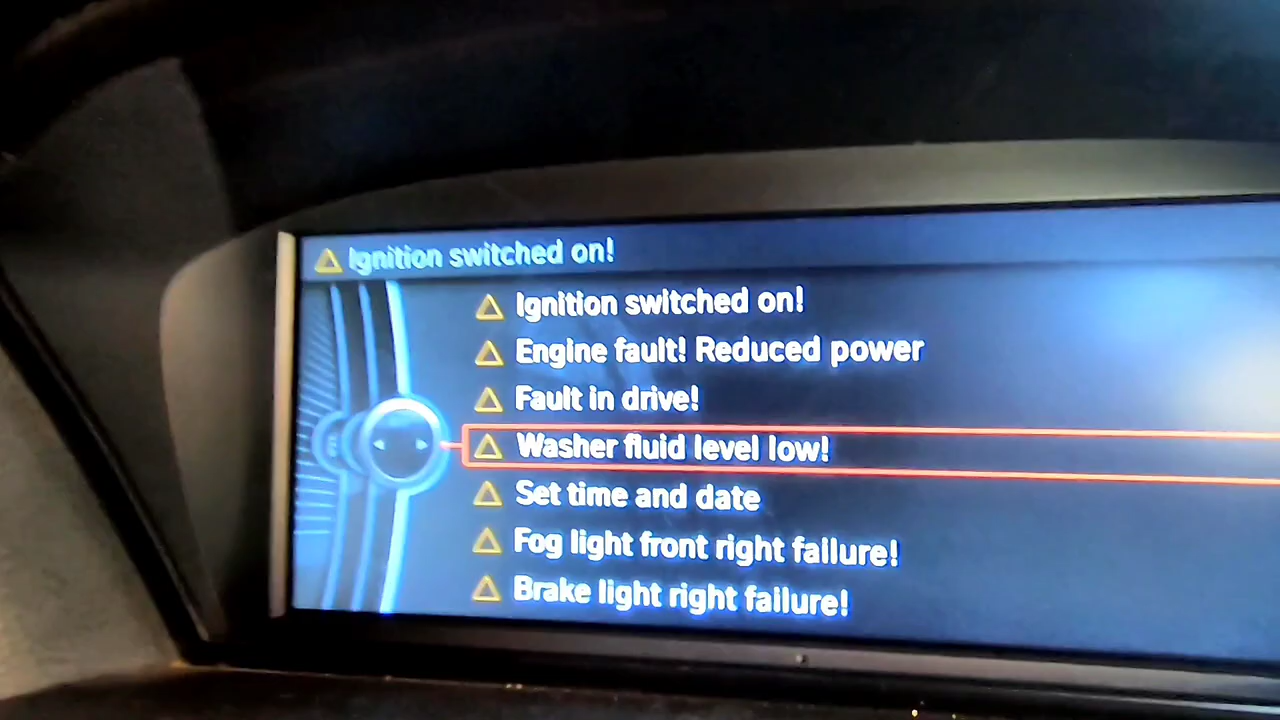 Ignition switched on!
Ignition switched on!
Engine fault! Reduced power
Fault in drive!
Washer fluid level low!
Set time and date
Fog light front right failure!
Brake light right failure!